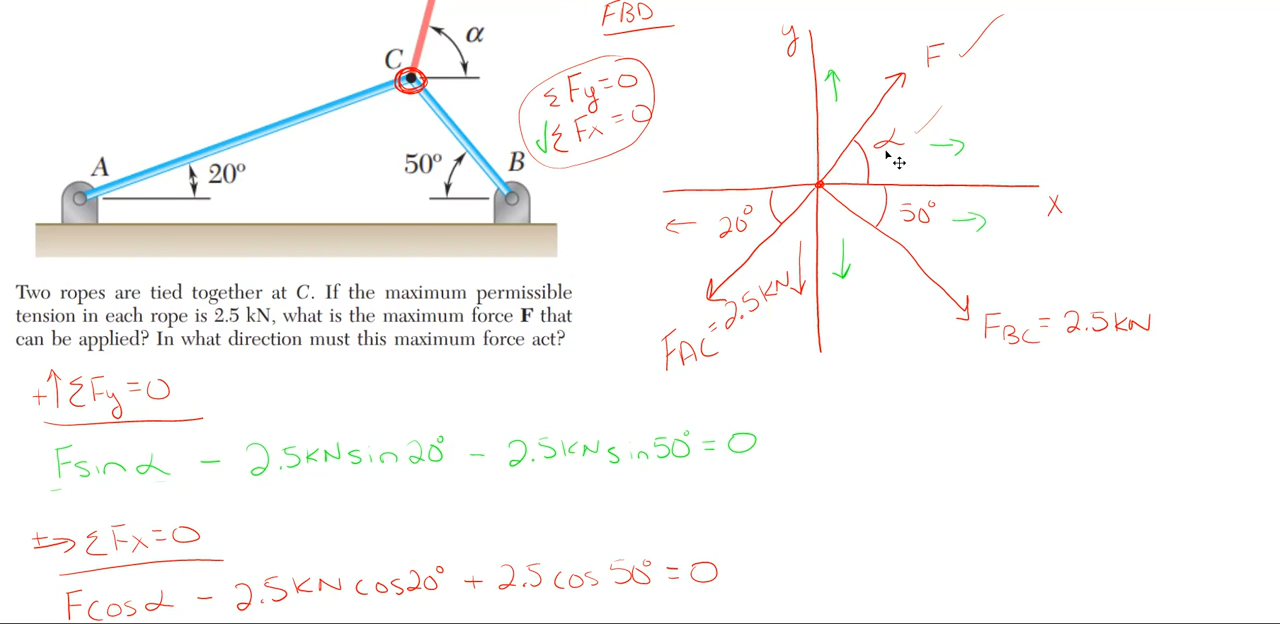 FBD
α
C
ΣFy=0
ΣFx=0
A
20°
50°
B
y
F
α
x
20°
50°
FAC=2.5KN
FBC=2.5KN
Two ropes are tied together at C. If the maximum permissible
tension in each rope is 2.5 kN, what is the maximum force F that
can be applied? In what direction must this maximum force act?
+↑ΣFy=0
Fsinα - 2.5KNsin20° - 2.5KNsin50°=0
+→ΣFx=0
Fcosα - 2.5KNcos20° + 2.5cos50°=0